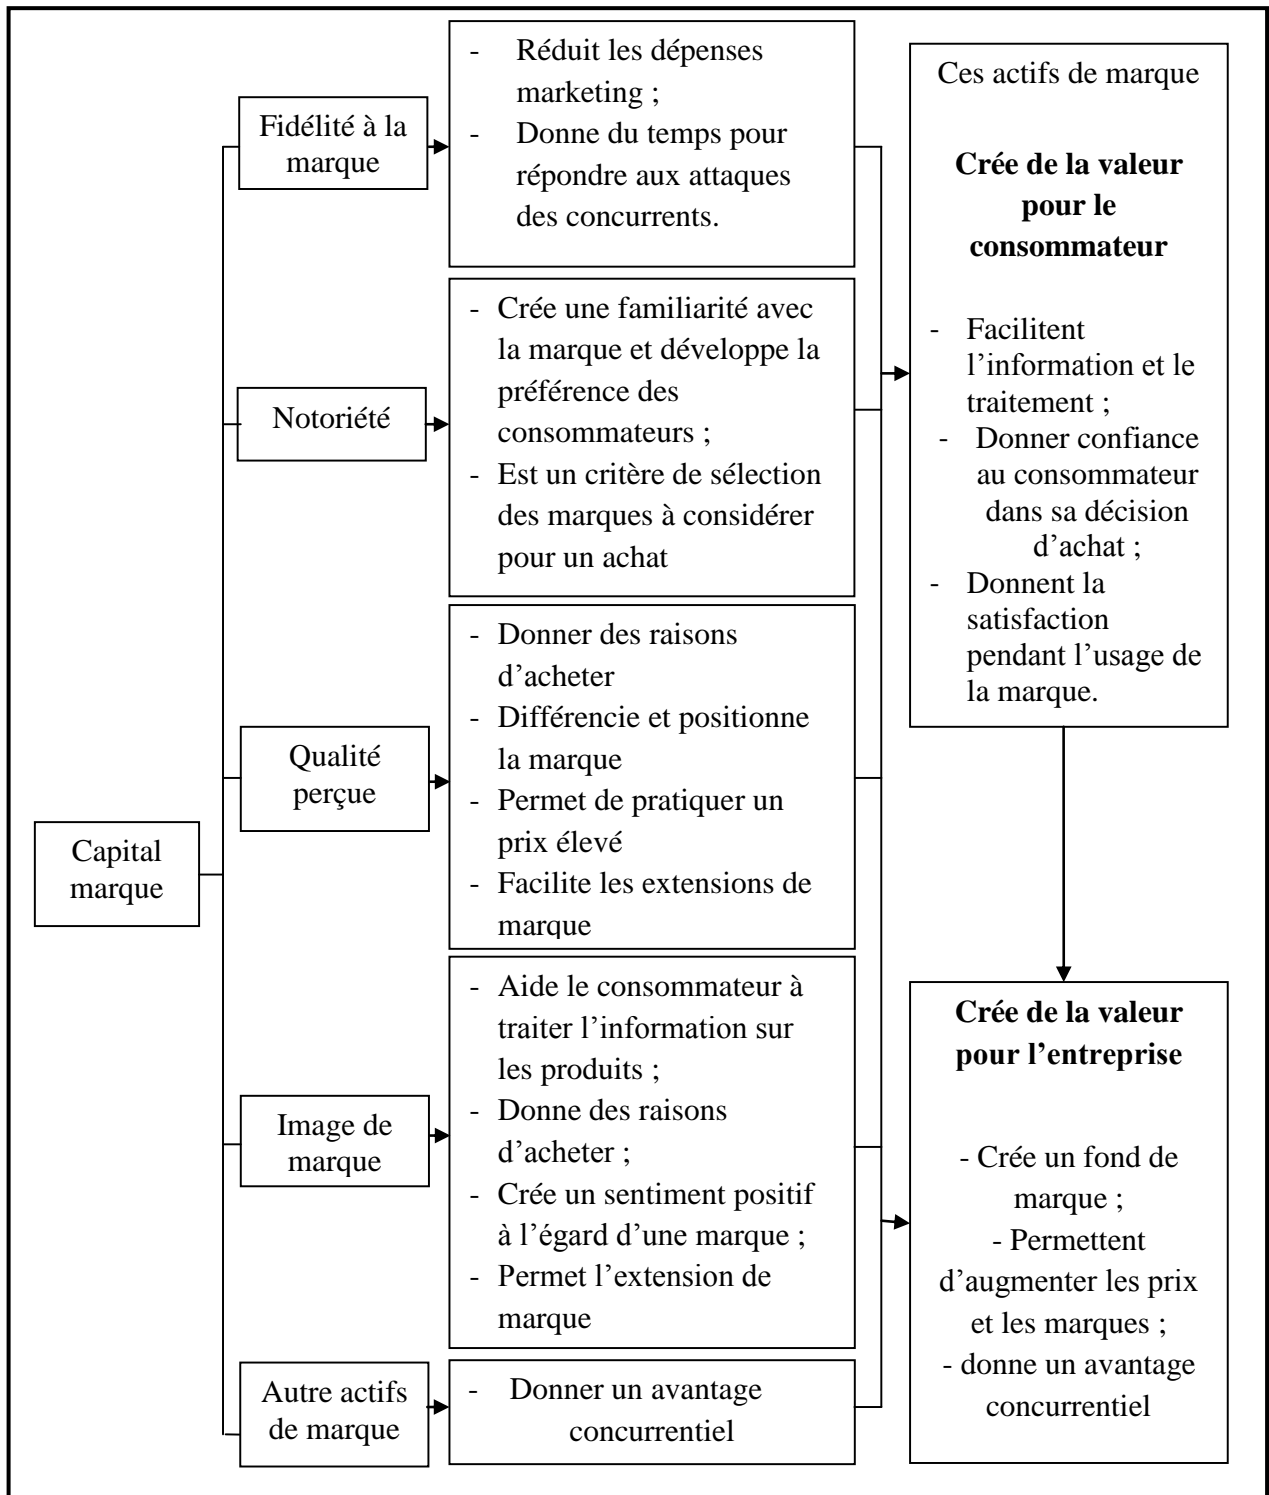 Capital
marque
Fidélité à la
marque
- Réduit les dépenses
marketing ;
- Donne du temps pour
répondre aux attaques
des concurrents.
Notoriété
- Crée une familiarité avec
la marque et développe la
préférence des
consommateurs ;
- Est un critère de sélection
des marques à considérer
pour un achat
Qualité
perçue
- Donner des raisons
d’acheter
- Différencie et positionne
la marque
- Permet de pratiquer un
prix élevé
- Facilite les extensions de
marque
Image de
marque
- Aide le consommateur à
traiter l’information sur
les produits ;
- Donne des raisons
d’acheter ;
- Crée un sentiment positif
à l’égard d’une marque ;
- Permet l’extension de
marque
Autre actifs
de marque
- Donner un avantage
concurrentiel
Ces actifs de marque
Crée de la valeur
pour le
consommateur
- Facilitent
l’information et le
traitement ;
- Donner confiance
au consommateur
dans sa décision
d’achat ;
- Donnent la
satisfaction
pendant l’usage de
la marque.
Crée de la valeur
pour l’entreprise
- Crée un fond de
marque ;
- Permettent
d’augmenter les prix
et les marques ;
- donne un avantage
concurrentiel